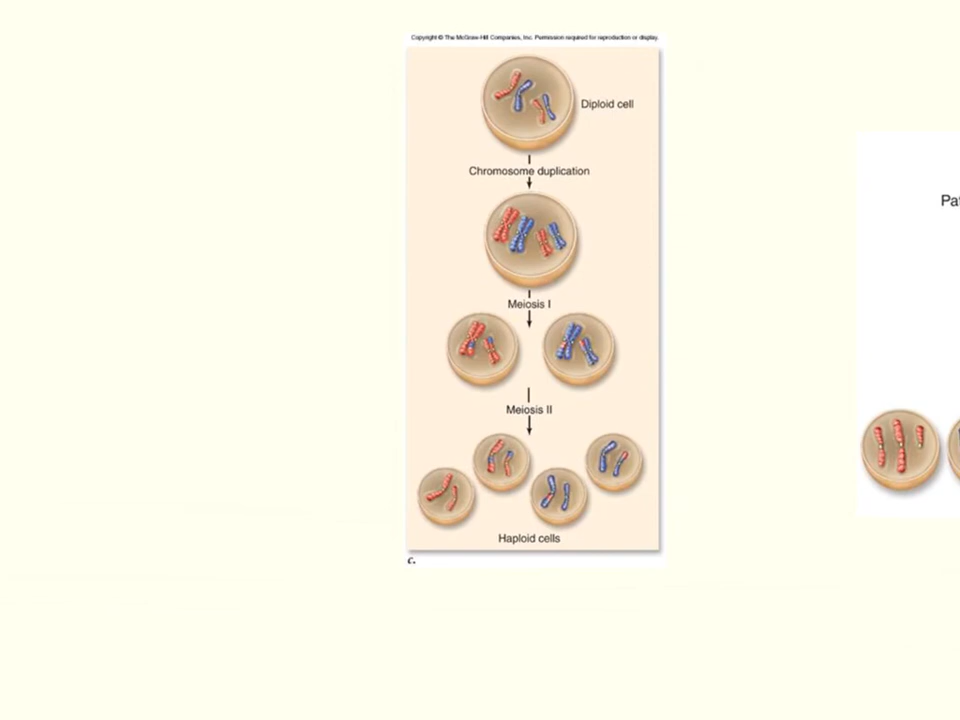 Copyright © The McGraw-Hill Companies, Inc. Permission required for reproduction or display.
Diploid cell
Chromosome duplication
Meiosis I
Meiosis II
Haploid cells
c.